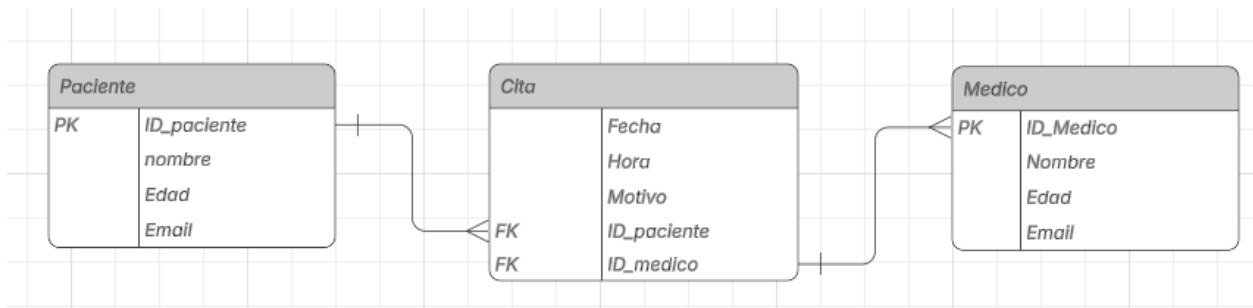 Paciente
PK ID_paciente
nombre
Edad
Email
Cita
Fecha
Hora
Motivo
FK ID_paciente
FK ID_medico
Medico
PK ID_Medico
Nombre
Edad
Email